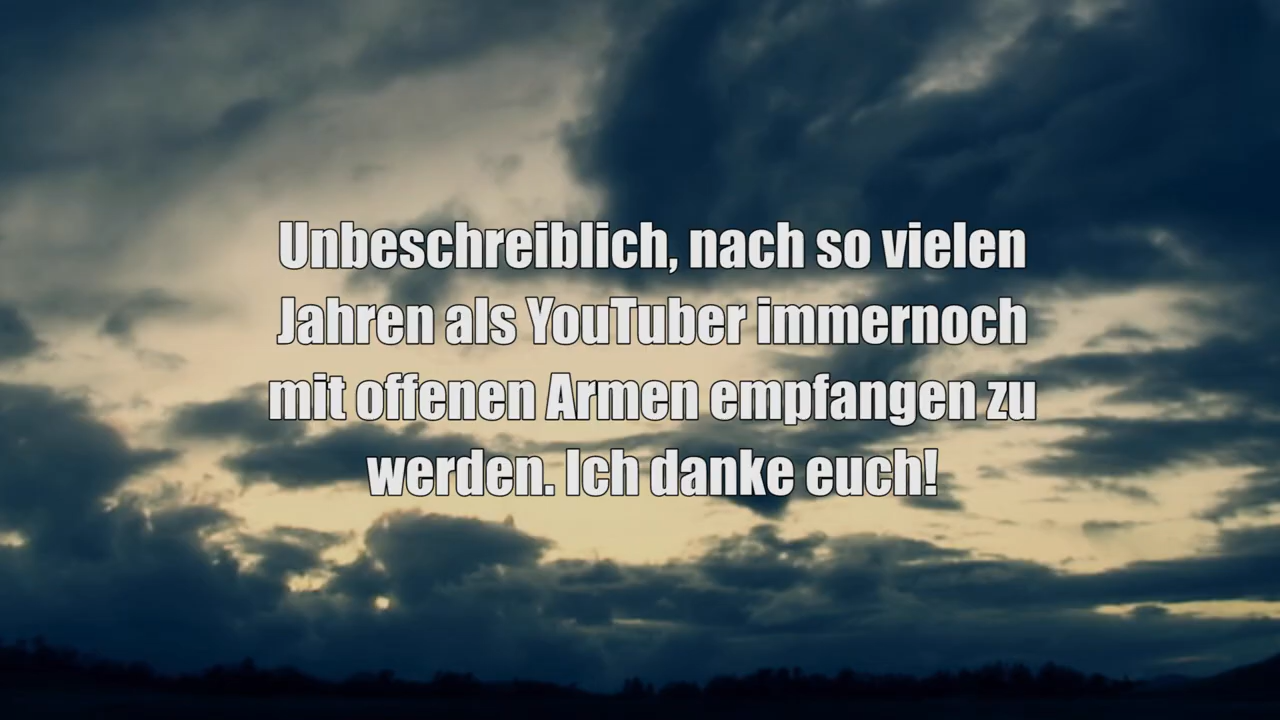 Unbeschreiblich, nach so vielen
Jahren als YouTuber immernoch
mit offenen Armen empfangen zu
werden. Ich danke euch!